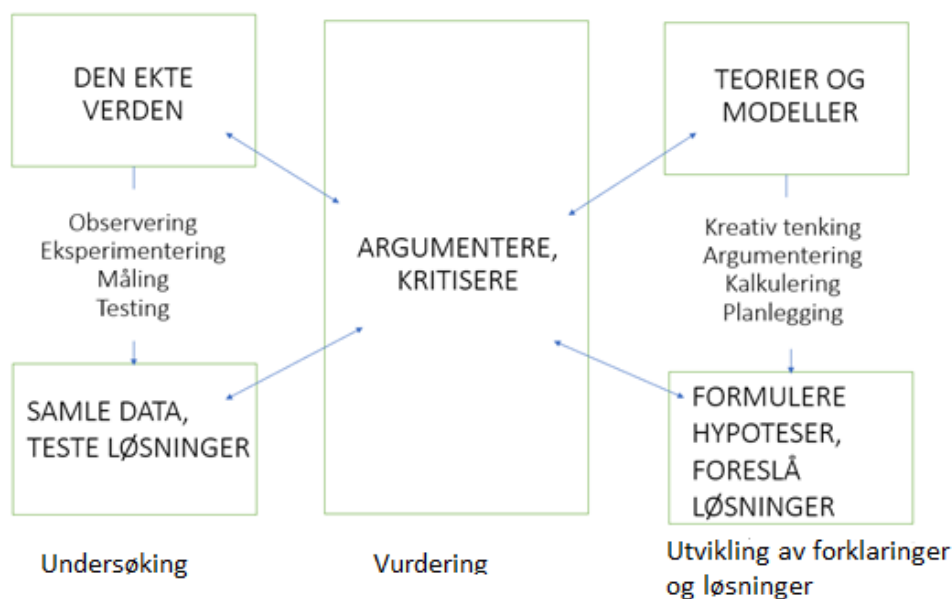 DEN EKTE
VERDEN
Observering
Eksperimentering
Måling
Testing
SAMLE DATA,
TESTE LØSNINGER
Undersøking
ARGUMENTERE,
KRITISERE
Vurdering
TEORIER OG
MODELLER
Kreativ tenking
Argumentering
Kalkulering
Planlegging
FORMULERE
HYPOTESER,
FORESLÅ
LØSNINGER
Utvikling av forklaringer
og løsninger